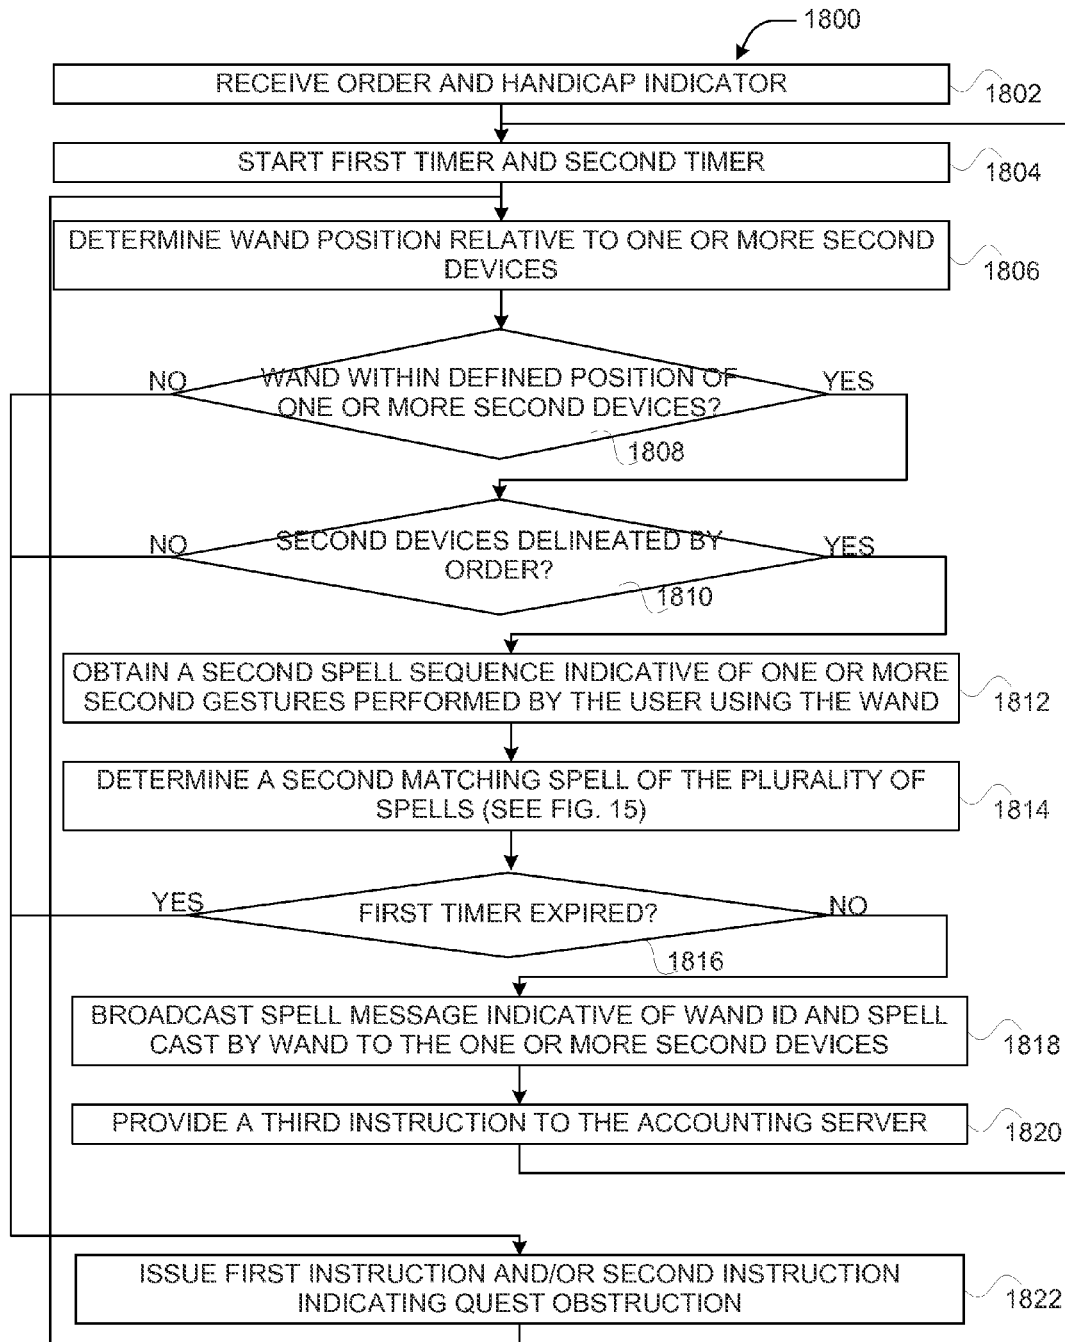 1800
RECEIVE ORDER AND HANDICAP INDICATOR
1802
START FIRST TIMER AND SECOND TIMER
1804
DETERMINE WAND POSITION RELATIVE TO ONE OR MORE SECOND
DEVICES
1806
NO
WAND WITHIN DEFINED POSITION OF
ONE OR MORE SECOND DEVICES?
YES
1808
NO
SECOND DEVICES DELINEATED BY
ORDER?
YES
1810
OBTAIN A SECOND SPELL SEQUENCE INDICATIVE OF ONE OR MORE
SECOND GESTURES PERFORMED BY THE USER USING THE WAND
1812
DETERMINE A SECOND MATCHING SPELL OF THE PLURALITY OF
SPELLS (SEE FIG. 15)
1814
YES
FIRST TIMER EXPIRED?
NO
1816
BROADCAST SPELL MESSAGE INDICATIVE OF WAND ID AND SPELL
CAST BY WAND TO THE ONE OR MORE SECOND DEVICES
1818
PROVIDE A THIRD INSTRUCTION TO THE ACCOUNTING SERVER
1820
ISSUE FIRST INSTRUCTION AND/OR SECOND INSTRUCTION
INDICATING QUEST OBSTRUCTION
1822